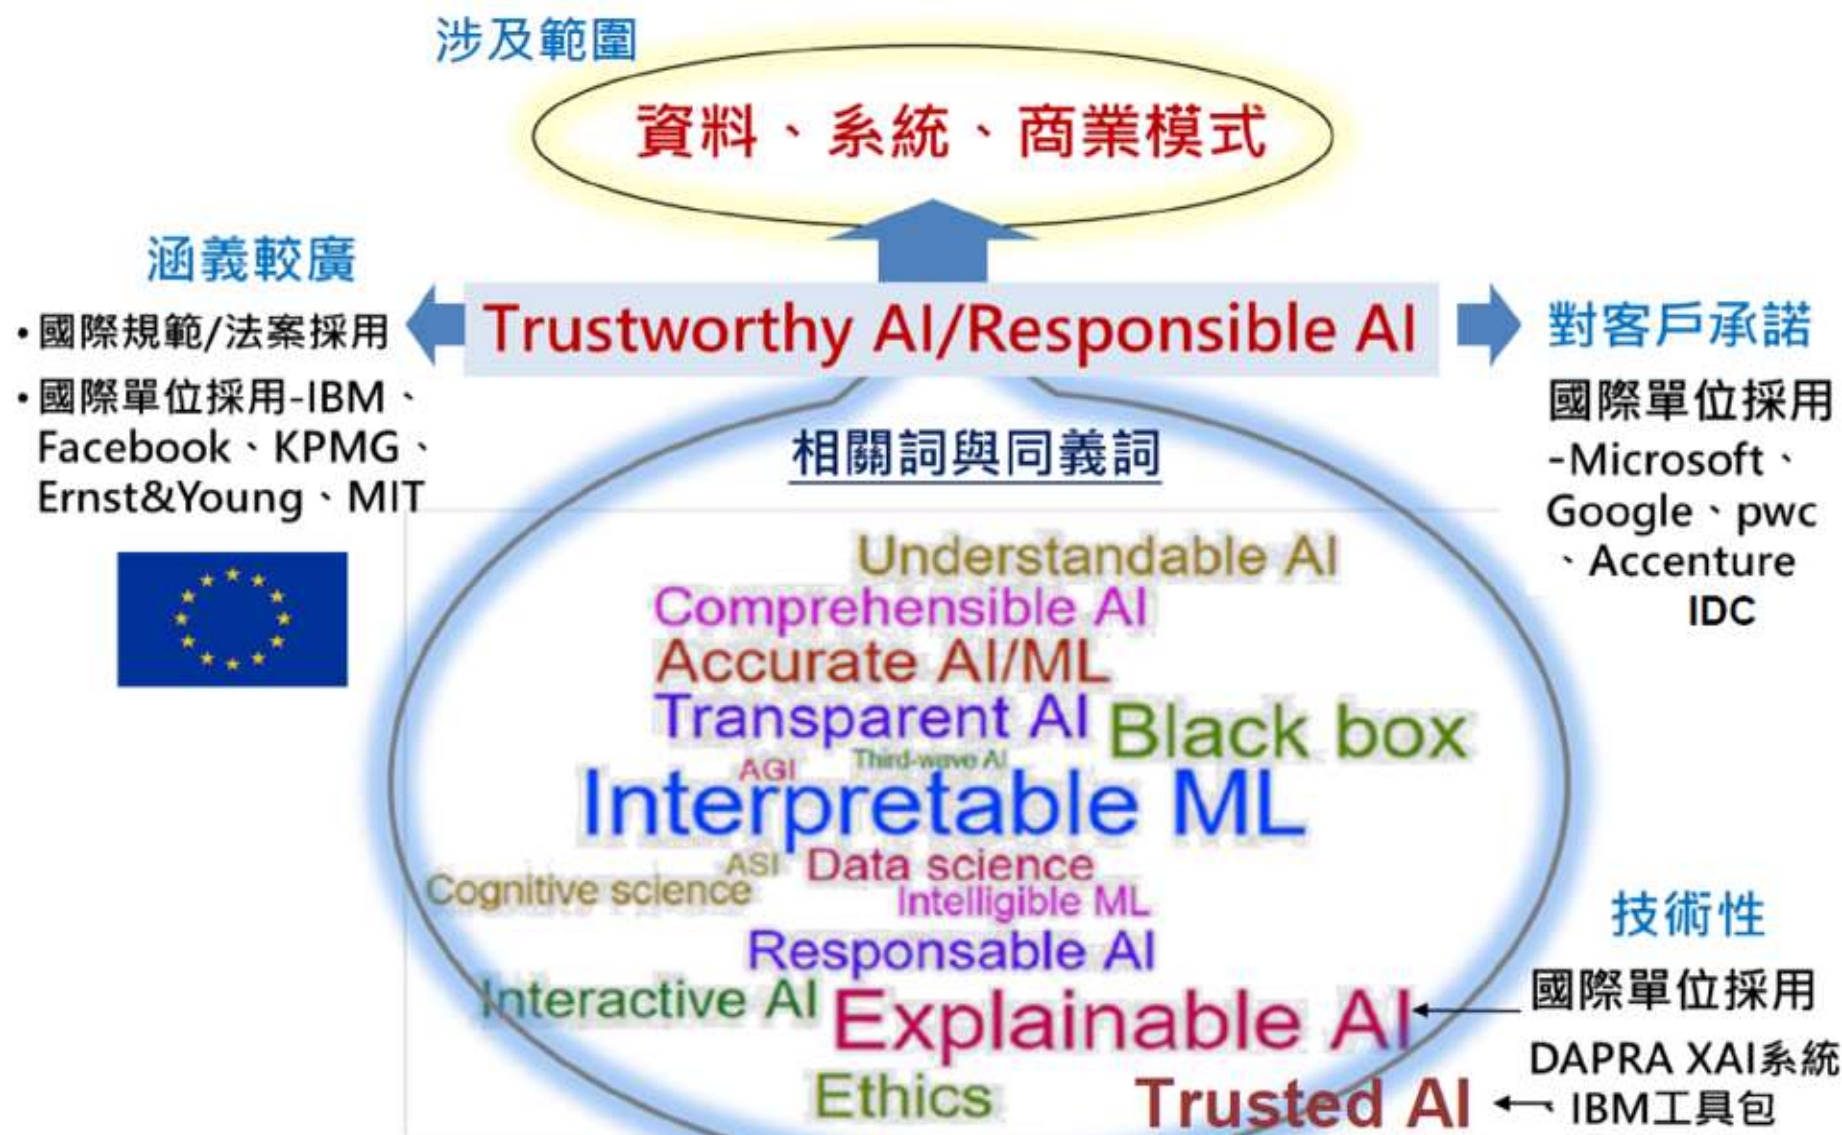 涉及範圍
資料、系統、商業模式
涵義較廣
•國際規範/法案採用
•國際單位採用-IBM、
Facebook、KPMG、
Ernst&Young、MIT
Trustworthy AI/Responsible AI
對客戶承諾
國際單位採用
-Microsoft、
Google、pwc
、Accenture
IDC
相關詞與同義詞
Understandable AI
Comprehensible AI
Accurate AI/ML
Transparent AI
Black box
Third-wave AI
AGI
Interpretable ML
ASI
Data science
Cognitive science
Intelligible ML
Responsable AI
Interactive AI
Explainable AI
Ethics
Trusted AI
技術性
國際單位採用
DAPRA XAI系統
、IBM工具包